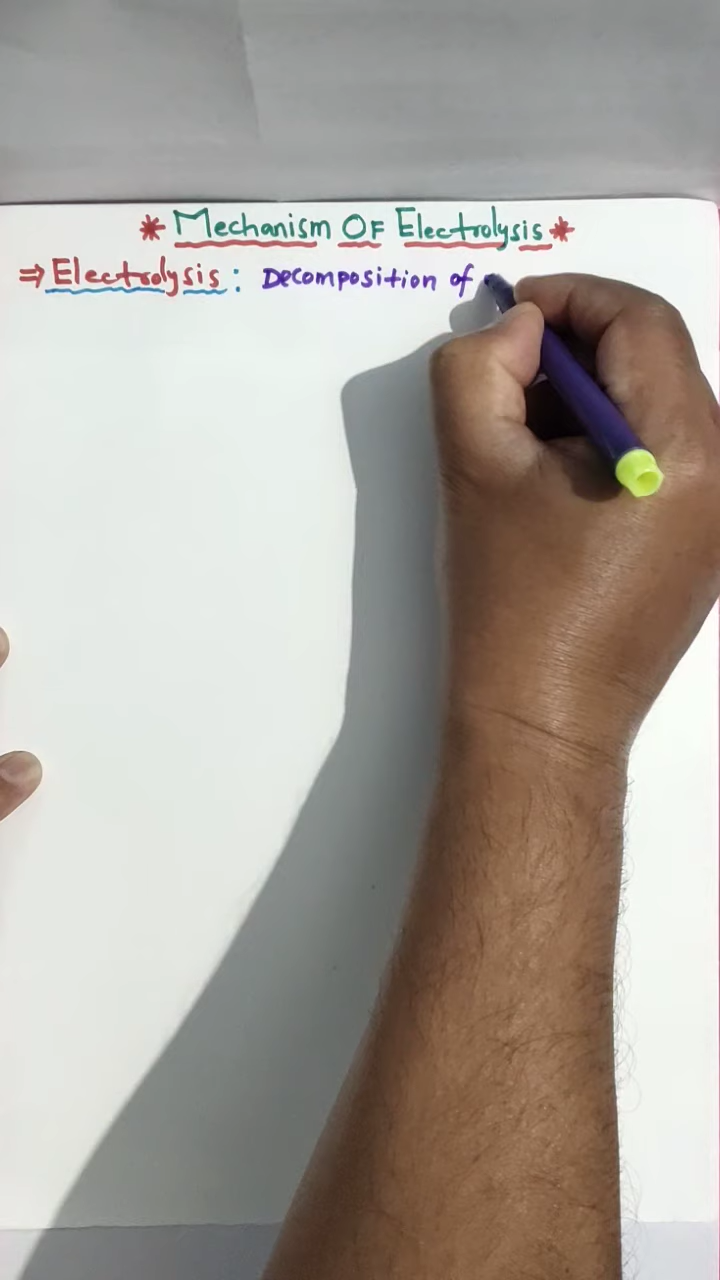 * Mechanism OF Electrolysis *
⇒ Electrolysis : Decomposition of